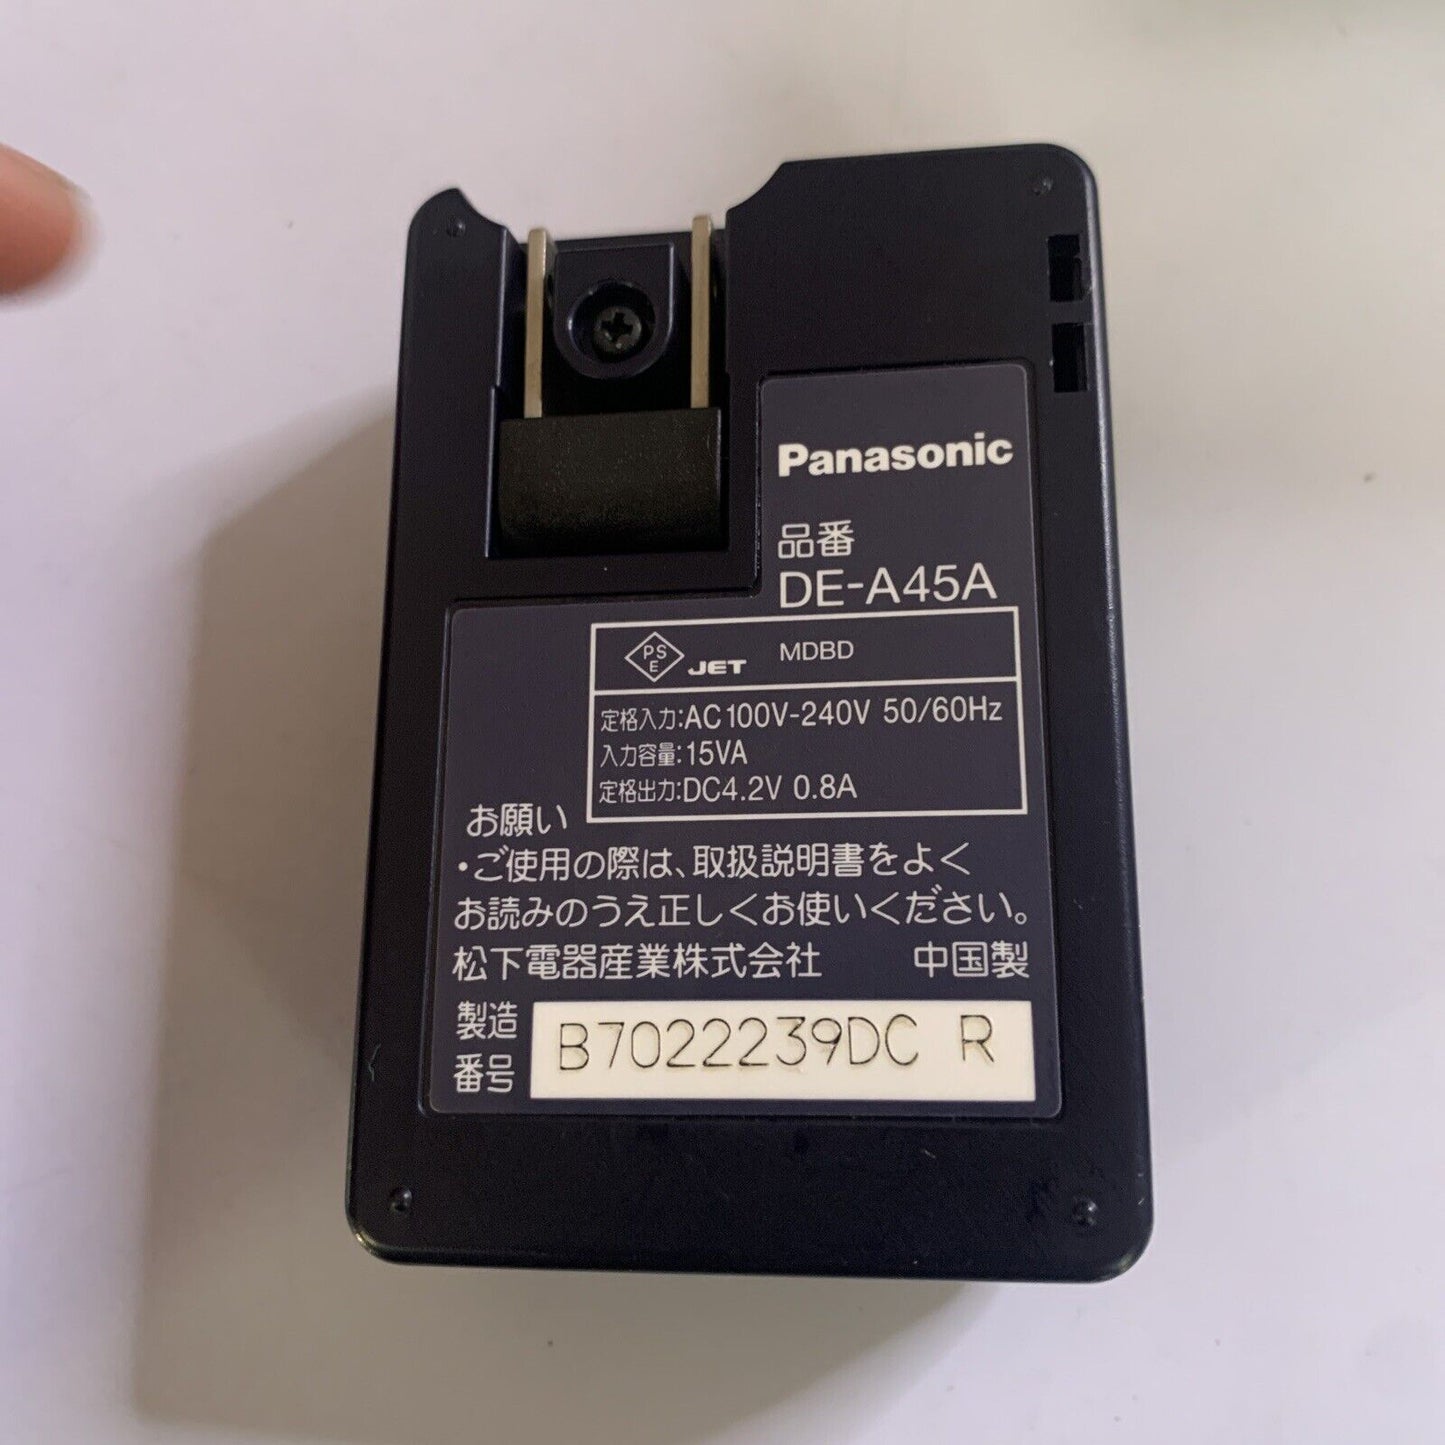 Panasonic
品番
DE-A45A
PS
E
JET MDBD
定格入力:AC100V-240V 50/60Hz
入力容量:15VA
定格出力:DC4.2V 0.8A
お願い
・ご使用の際は、取扱説明書をよく
お読みのうえ正しくお使いください。
松下電器産業株式会社 中国製
製造
番号
B7022239DC R